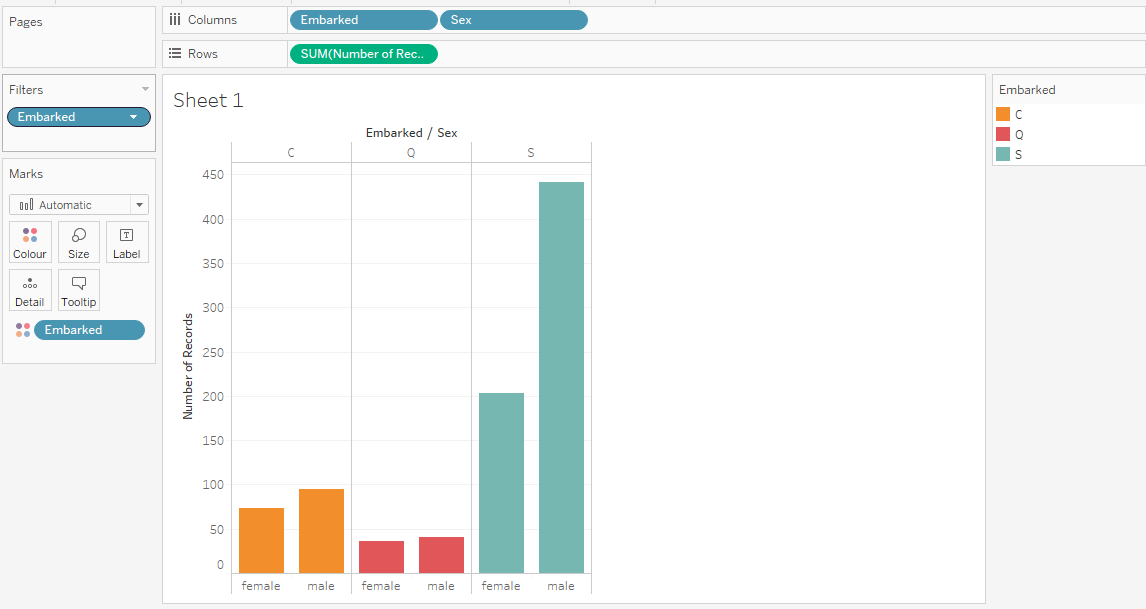 Pages
Columns
Embarked
Sex
Rows
SUM(Number of Rec..
Filters
Embarked
Marks
Automatic
Colour
Size
Label
Detail
Tooltip
Embarked
Sheet 1
Embarked / Sex
C Q S
Number of Records
450
400
350
300
250
200
150
100
50
0
female male female male female male
Embarked
C
Q
S